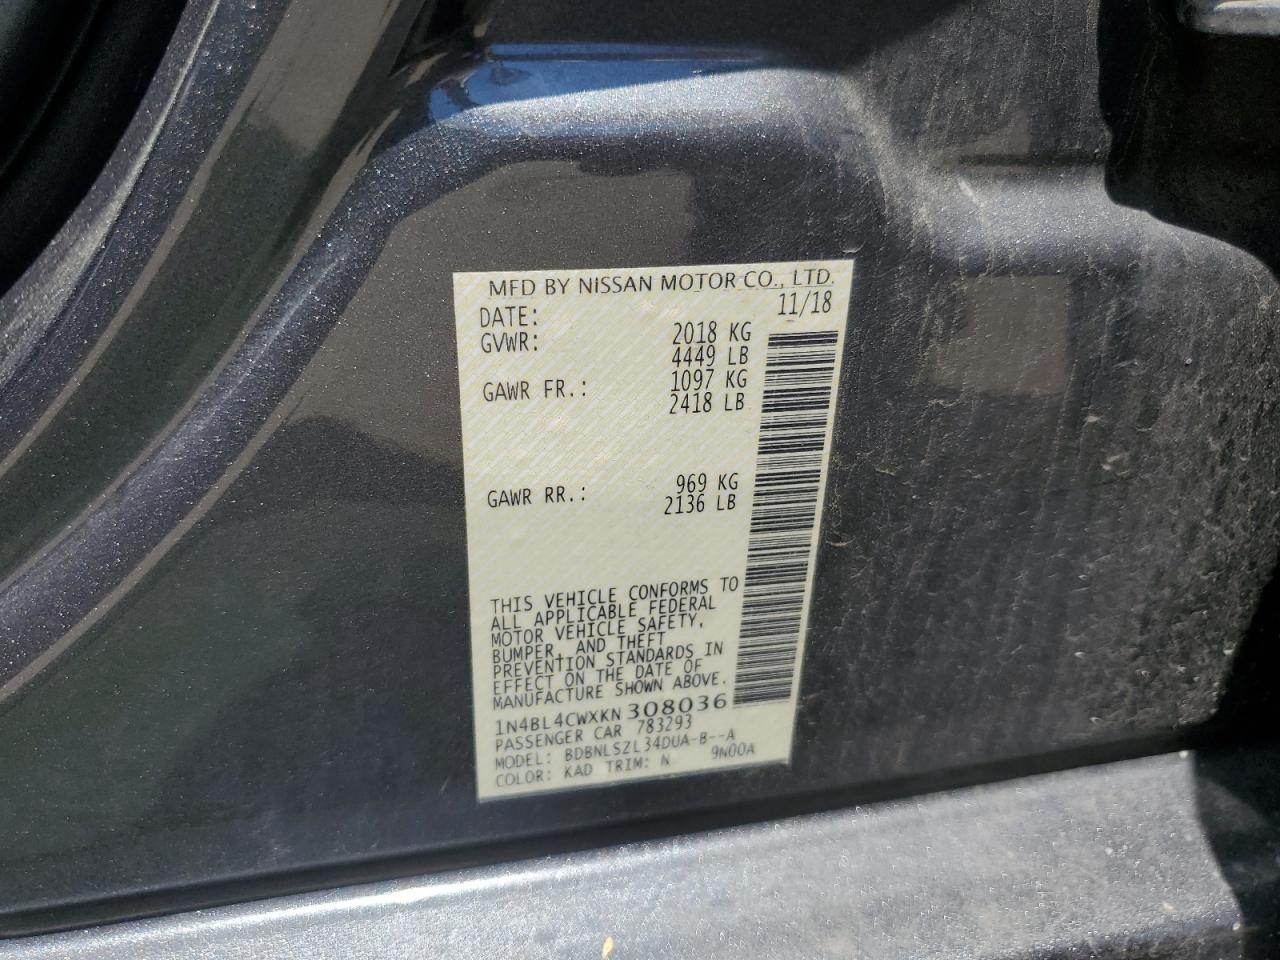 MFD BY NISSAN MOTOR CO., LTD.
DATE: 11/18
GVWR: 2018 KG
4449 LB
GAWR FR.: 1097 KG
2418 LB
GAWR RR.: 969 KG
2136 LB
THIS VEHICLE CONFORMS TO
ALL APPLICABLE FEDERAL
MOTOR VEHICLE SAFETY,
BUMPER, AND THEFT
PREVENTION STANDARDS IN
EFFECT ON THE DATE OF
MANUFACTURE SHOWN ABOVE.
1N4BL4CWXKN308036
PASSENGER CAR 783293
MODEL: BDBNLSZL34DUA-B--A
COLOR: KAD TRIM: N 9N00A